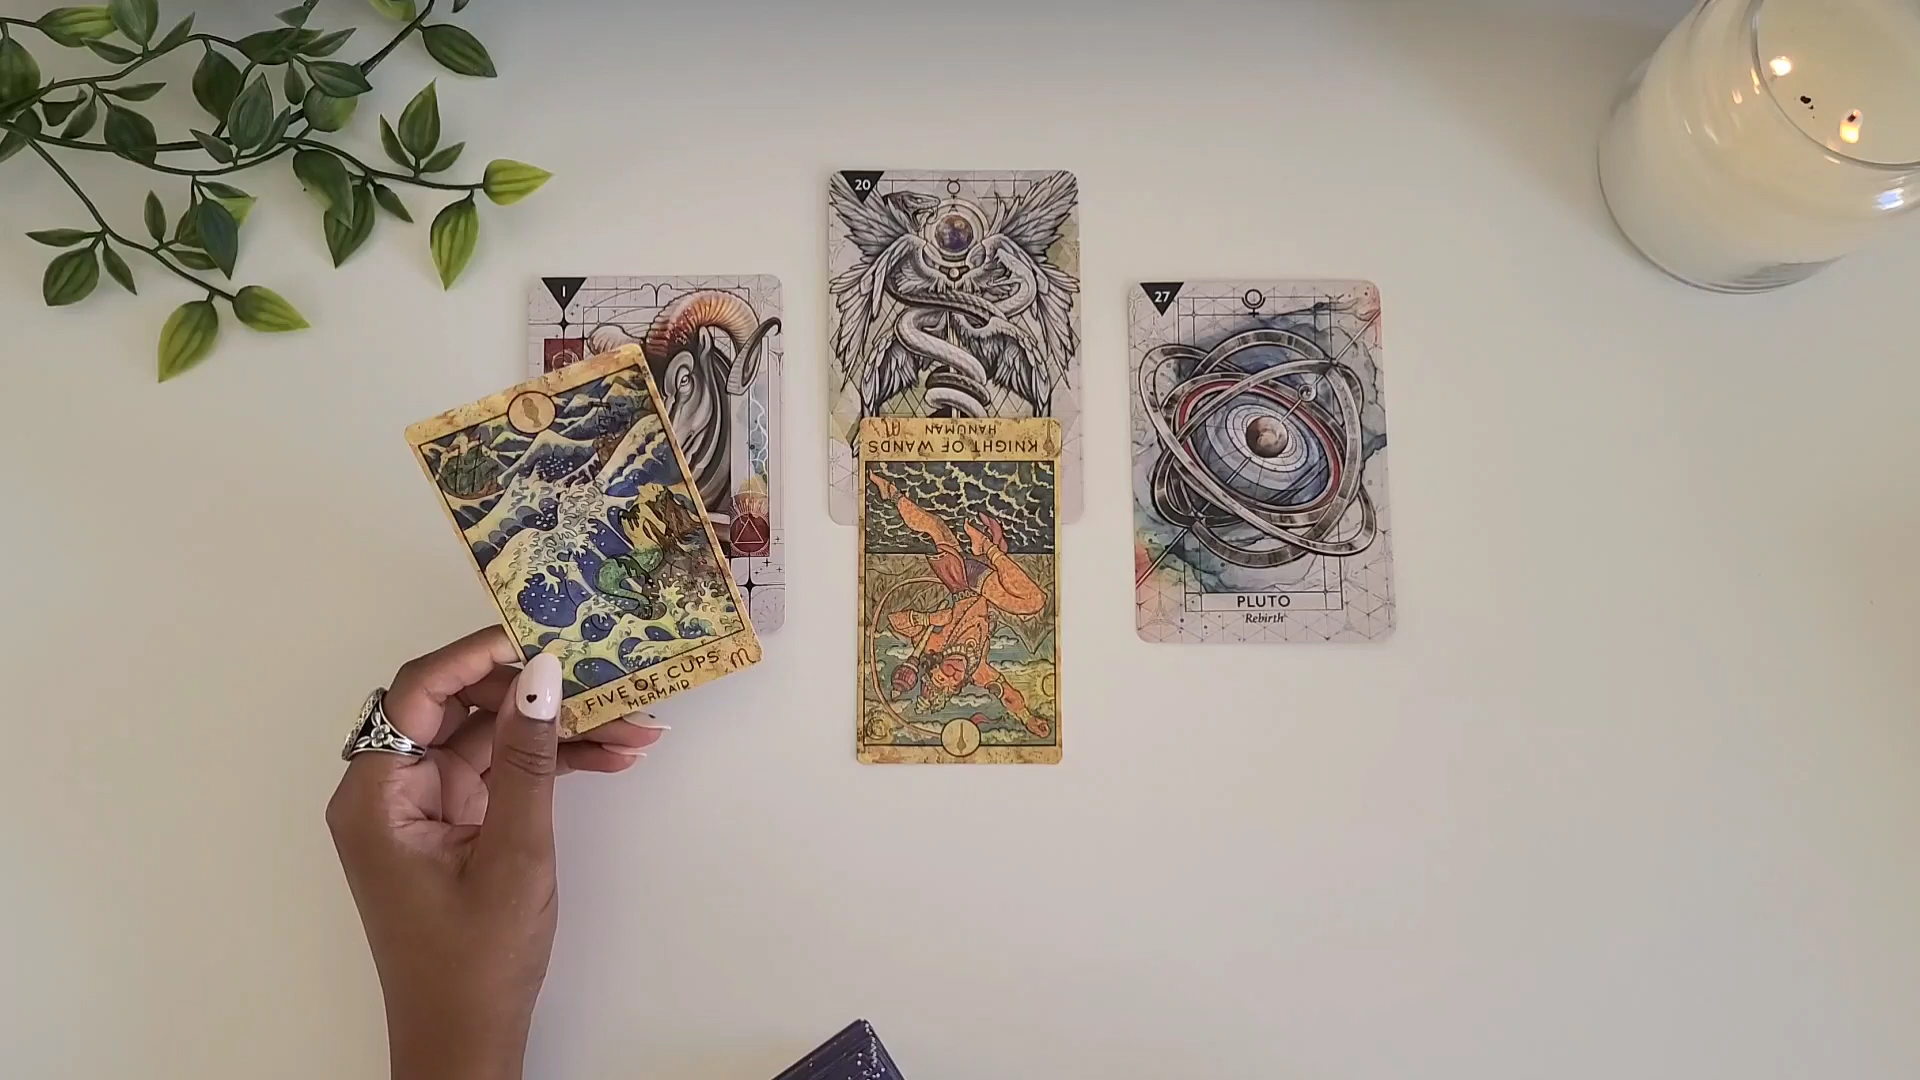 20
1
27
KNIGHT OF WANDS
HANUMAN
PLUTO
Rebirth
FIVE OF CUPS
MERMAID